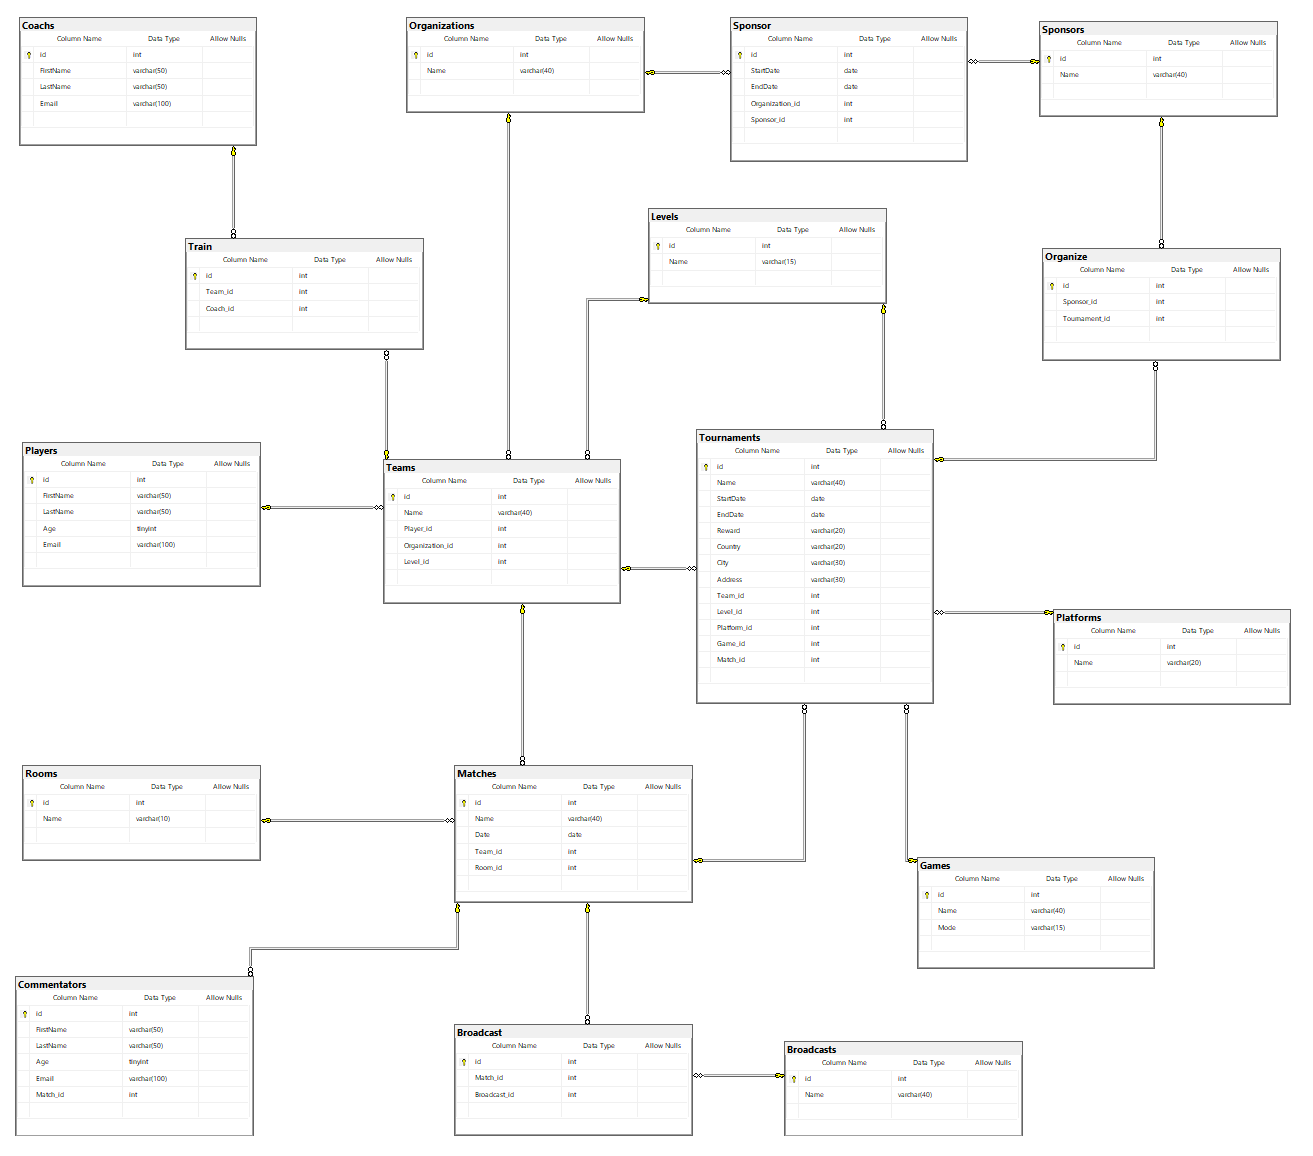 Coachs
Column Name Data Type Allow Nulls
id int
FirstName varchar(50)
LastName varchar(50)
Email varchar(100)
Organizations
Column Name Data Type Allow Nulls
id int
Name varchar(40)
Sponsor
Column Name Data Type Allow Nulls
id int
StartDate date
EndDate date
Organization_id int
Sponsor_id int
Sponsors
Column Name Data Type Allow Nulls
id int
Name varchar(40)
Train
Column Name Data Type Allow Nulls
id int
Team_id int
Coach_id int
Levels
Column Name Data Type Allow Nulls
id int
Name varchar(15)
Organize
Column Name Data Type Allow Nulls
id int
Sponsor_id int
Tournament_id int
Players
Column Name Data Type Allow Nulls
id int
FirstName varchar(50)
LastName varchar(50)
Age tinyint
Email varchar(100)
Teams
Column Name Data Type Allow Nulls
id int
Name varchar(40)
Player_id int
Organization_id int
Level_id int
Tournaments
Column Name Data Type Allow Nulls
id int
Name varchar(40)
StartDate date
EndDate date
Reward varchar(20)
Country varchar(20)
City varchar(30)
Address varchar(30)
Team_id int
Level_id int
Platform_id int
Game_id int
Match_id int
Platforms
Column Name Data Type Allow Nulls
id int
Name varchar(20)
Rooms
Column Name Data Type Allow Nulls
id int
Name varchar(10)
Matches
Column Name Data Type Allow Nulls
id int
Name varchar(40)
Date date
Team_id int
Room_id int
Games
Column Name Data Type Allow Nulls
id int
Name varchar(40)
Mode varchar(15)
Commentators
Column Name Data Type Allow Nulls
id int
FirstName varchar(50)
LastName varchar(50)
Age tinyint
Email varchar(100)
Match_id int
Broadcast
Column Name Data Type Allow Nulls
id int
Match_id int
Broadcast_id int
Broadcasts
Column Name Data Type Allow Nulls
id int
Name varchar(40)